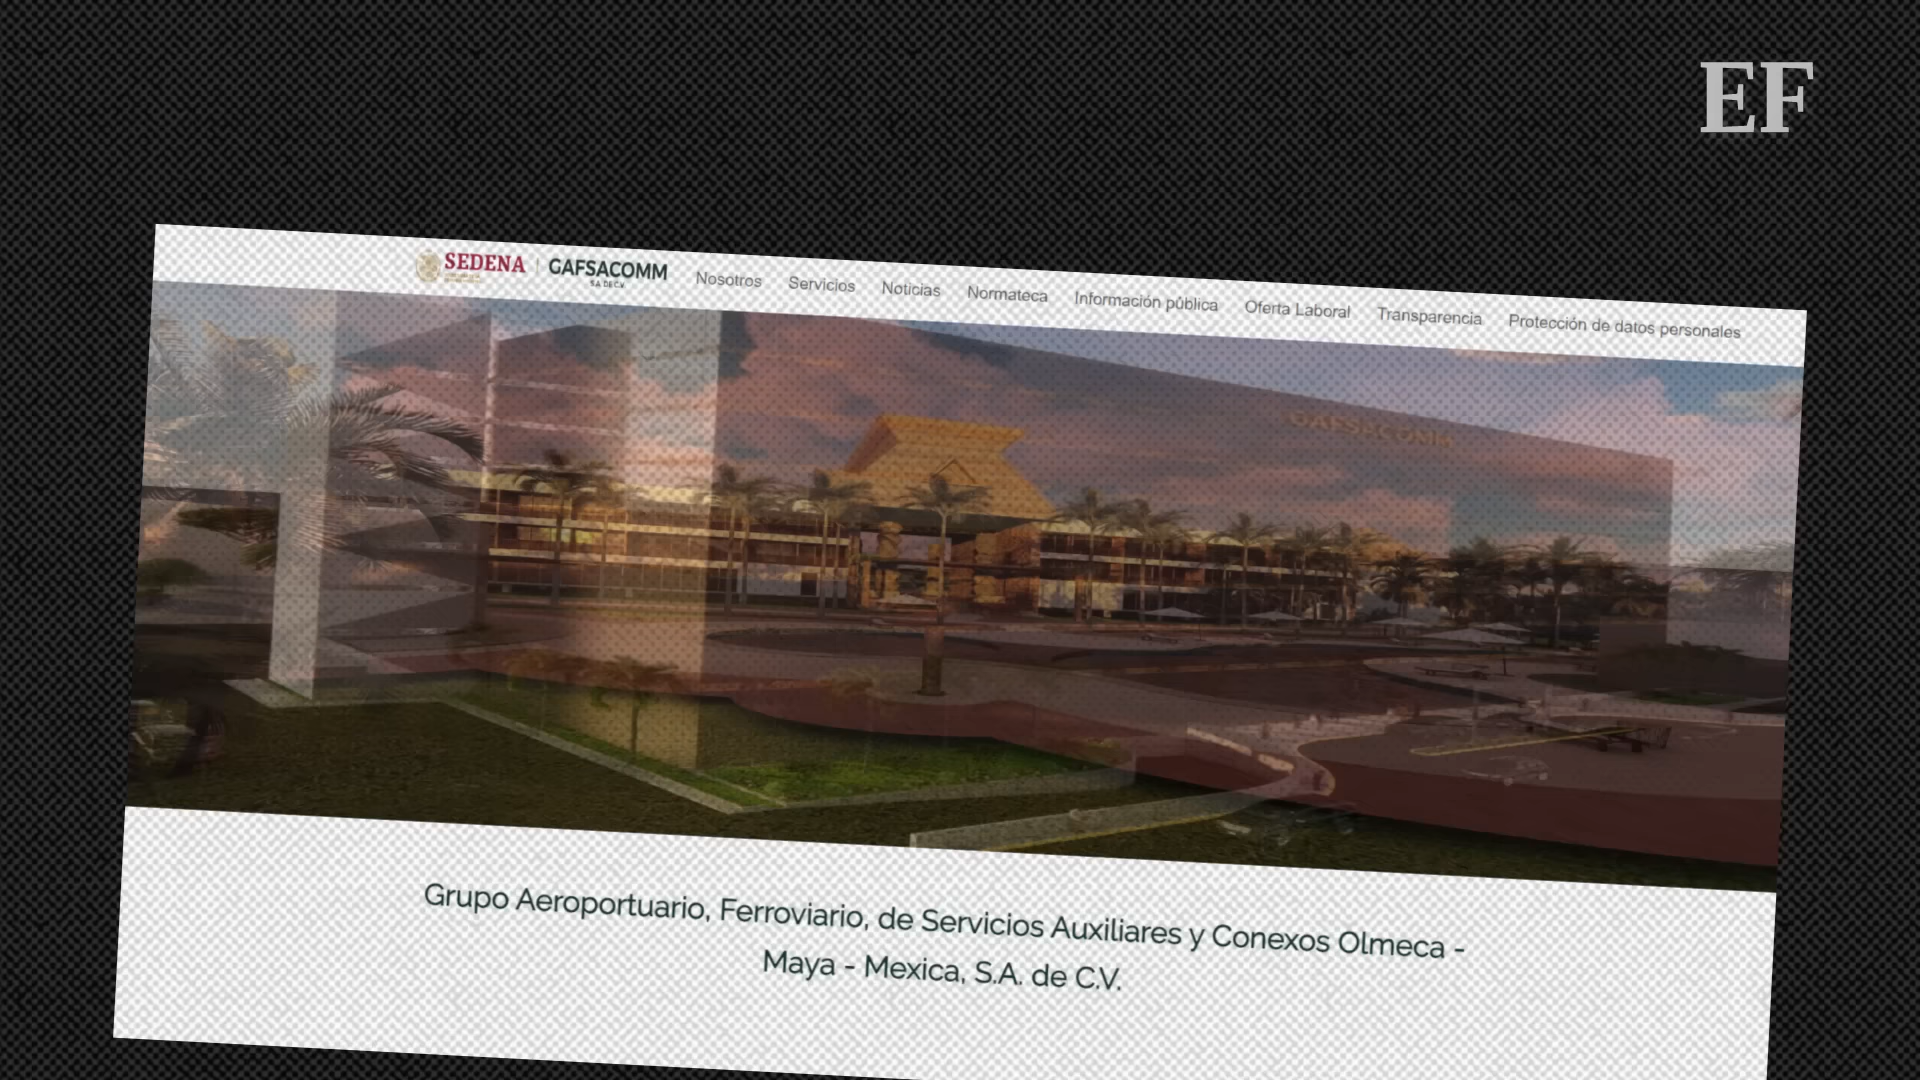 EF
SEDENA
GAFSACOMM
S.A. DE C.V.
Nosotros Servicios Noticias Normateca Información pública Oferta Laboral Transparencia Protección de datos personales
GAFSACOMM
Grupo Aeroportuario, Ferroviario, de Servicios Auxiliares y Conexos Olmeca -
Maya - Mexica, S.A. de C.V.